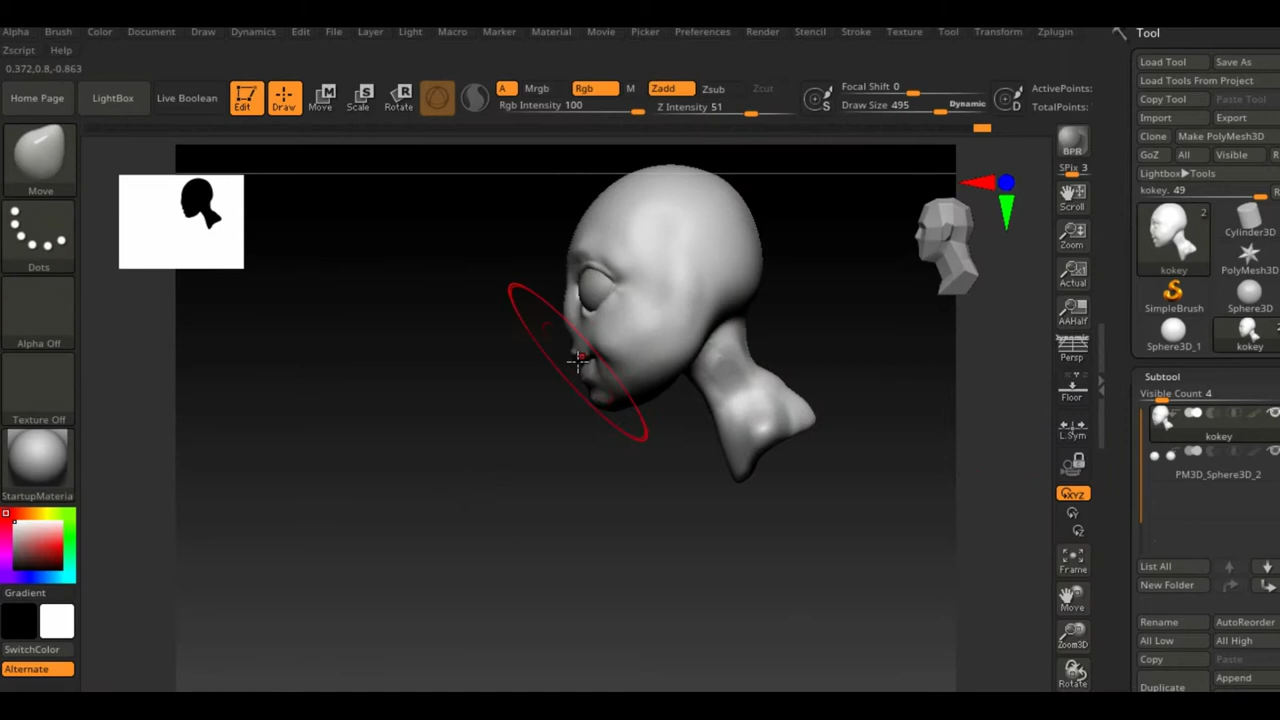 Alpha Brush Color Document Draw Dynamics Edit File Layer Light Macro Marker Material Movie Picker Preferences Render Stencil Stroke Texture Tool Transform Zplugin
Zscript Help
0.372,0.8,-0.863
Home Page
LightBox
Live Boolean
Edit
Draw
Move
Scale
Rotate
A
Mrgb
Rgb
M
Rgb Intensity 100
Zadd
Zsub
Zcut
Z Intensity 51
S
Focal Shift 0
Draw Size 495
Dynamic
D
ActivePoints:
TotalPoints:
Move
Dots
Alpha Off
Texture Off
StartupMateria
Gradient
SwitchColor
Alternate
BPR
SPix 3
Scroll
Zoom
Actual
AAHalf
Dynamic
Persp
Floor
L.Sym
XYZ
Y
Z
Frame
Move
Zoom3D
Rotate
Tool
Load Tool
Save As
Load Tools From Project
Copy Tool
Paste Tool
Import
Export
Clone
Make PolyMesh3D
GoZ
All
Visible
R
Lightbox▶Tools
kokey. 49
R
2
kokey
Cylinder3D
PolyMesh3D
SimpleBrush
Sphere3D
Sphere3D_1
2
kokey
Subtool
Visible Count 4
kokey
PM3D_Sphere3D_2
List All
New Folder
Rename
AutoReorder
All Low
All High
Copy
Paste
Duplicate
Append